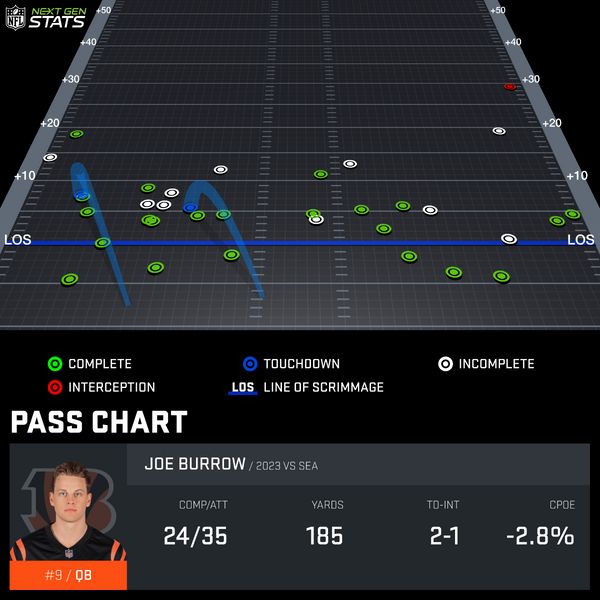 NFL NEXT GEN STATS
+50 +50
+40 +40
+30 +30
+20 +20
+10 +10
LOS LOS
COMPLETE TOUCHDOWN INCOMPLETE
INTERCEPTION LOS LINE OF SCRIMMAGE
PASS CHART
JOE BURROW / 2023 VS SEA
COMP/ATT YARDS TD-INT CPOE
24/35 185 2-1 -2.8%
#9 / QB